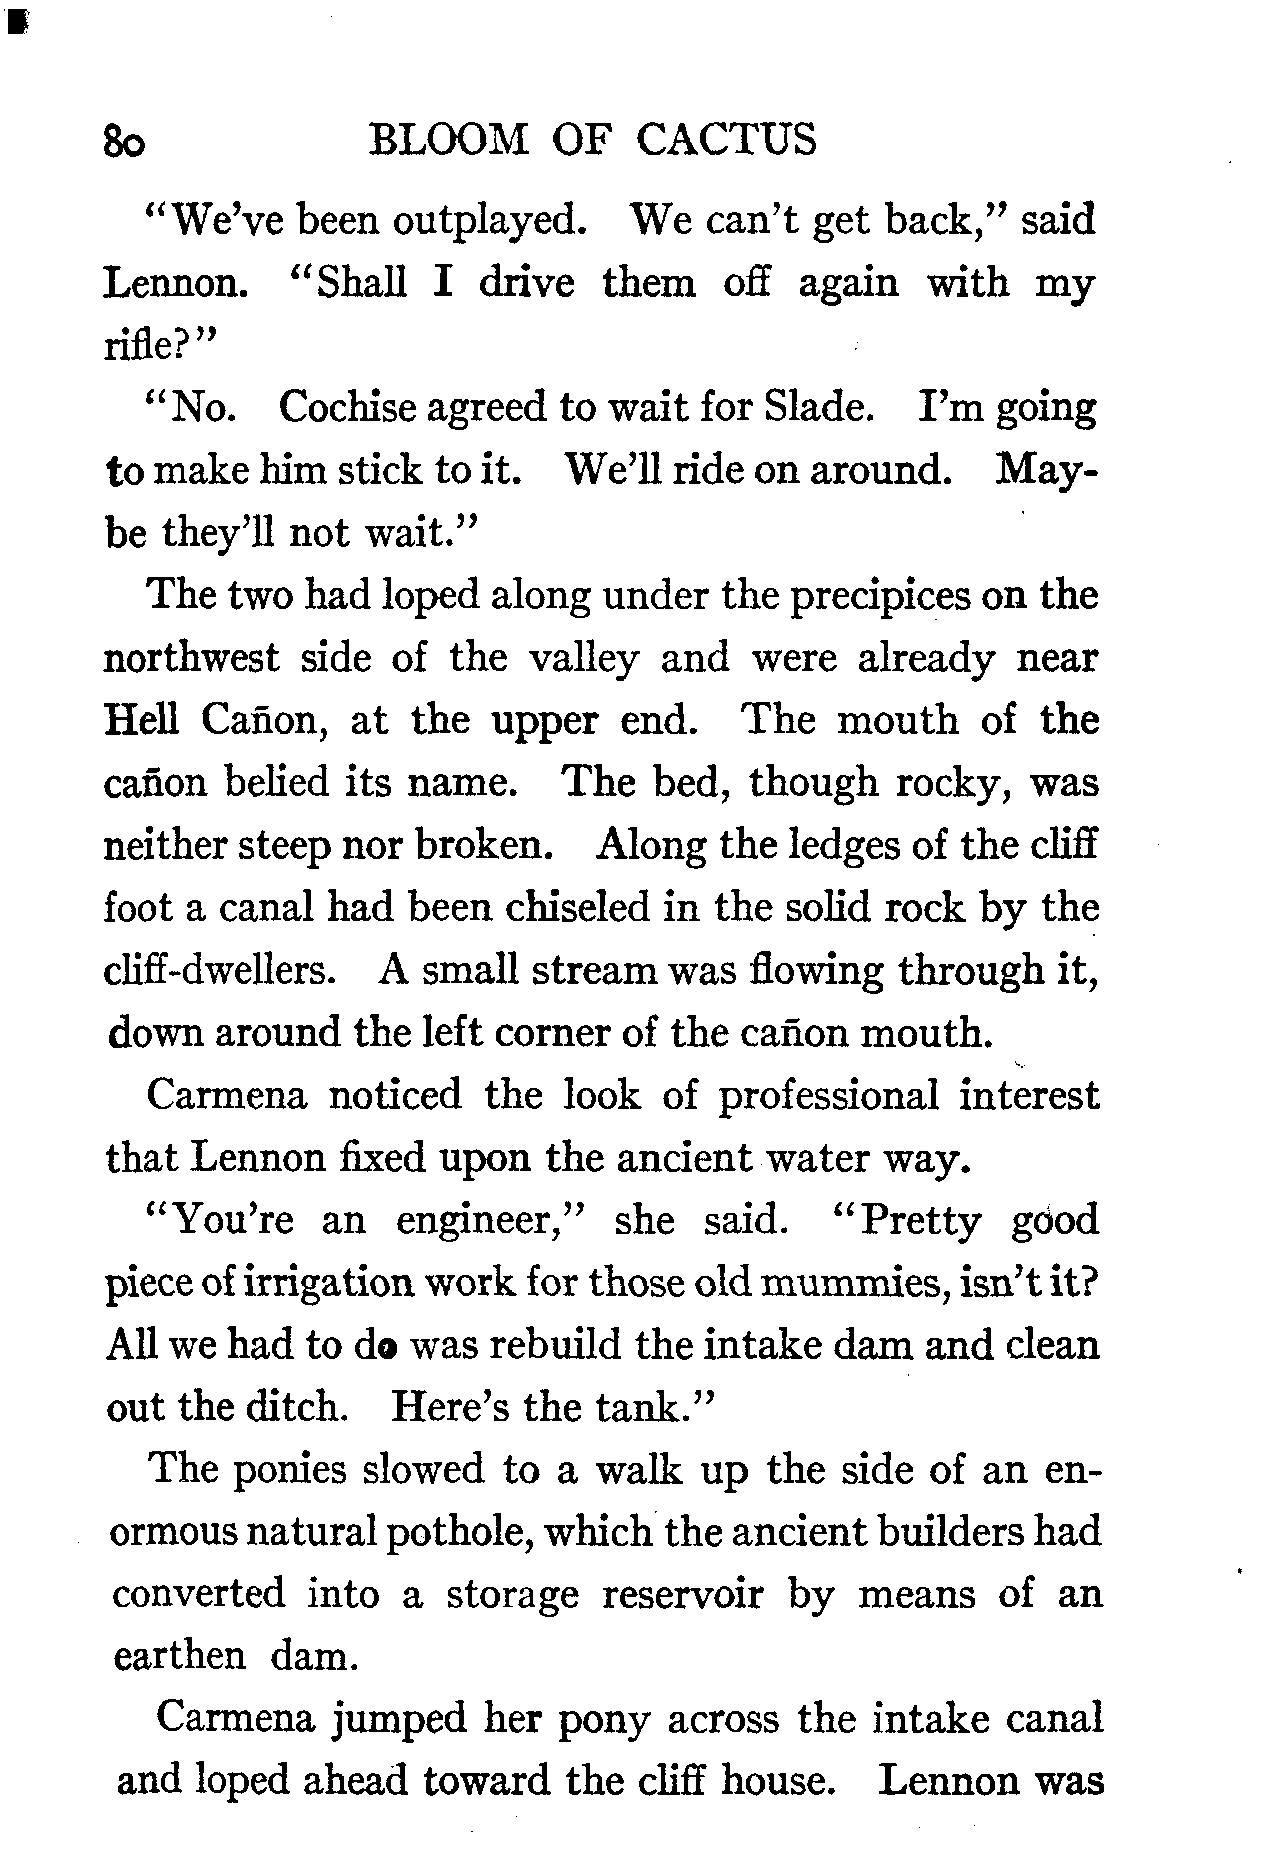 80 BLOOM OF CACTUS
“We’ve been outplayed. We can’t get back,” said
Lennon. “Shall I drive them off again with my
rifle?”
“No. Cochise agreed to wait for Slade. I’m going
to make him stick to it. We’ll ride on around. May-
be they’ll not wait.”
The two had loped along under the precipices on the
northwest side of the valley and were already near
Hell Cañon, at the upper end. The mouth of the
cañon belied its name. The bed, though rocky, was
neither steep nor broken. Along the ledges of the cliff
foot a canal had been chiseled in the solid rock by the
cliff-dwellers. A small stream was flowing through it,
down around the left corner of the cañon mouth.
Carmena noticed the look of professional interest
that Lennon fixed upon the ancient water way.
“You’re an engineer,” she said. “Pretty good
piece of irrigation work for those old mummies, isn’t it?
All we had to do was rebuild the intake dam and clean
out the ditch. Here’s the tank.”
The ponies slowed to a walk up the side of an en-
ormous natural pothole, which the ancient builders had
converted into a storage reservoir by means of an
earthen dam.
Carmena jumped her pony across the intake canal
and loped ahead toward the cliff house. Lennon was